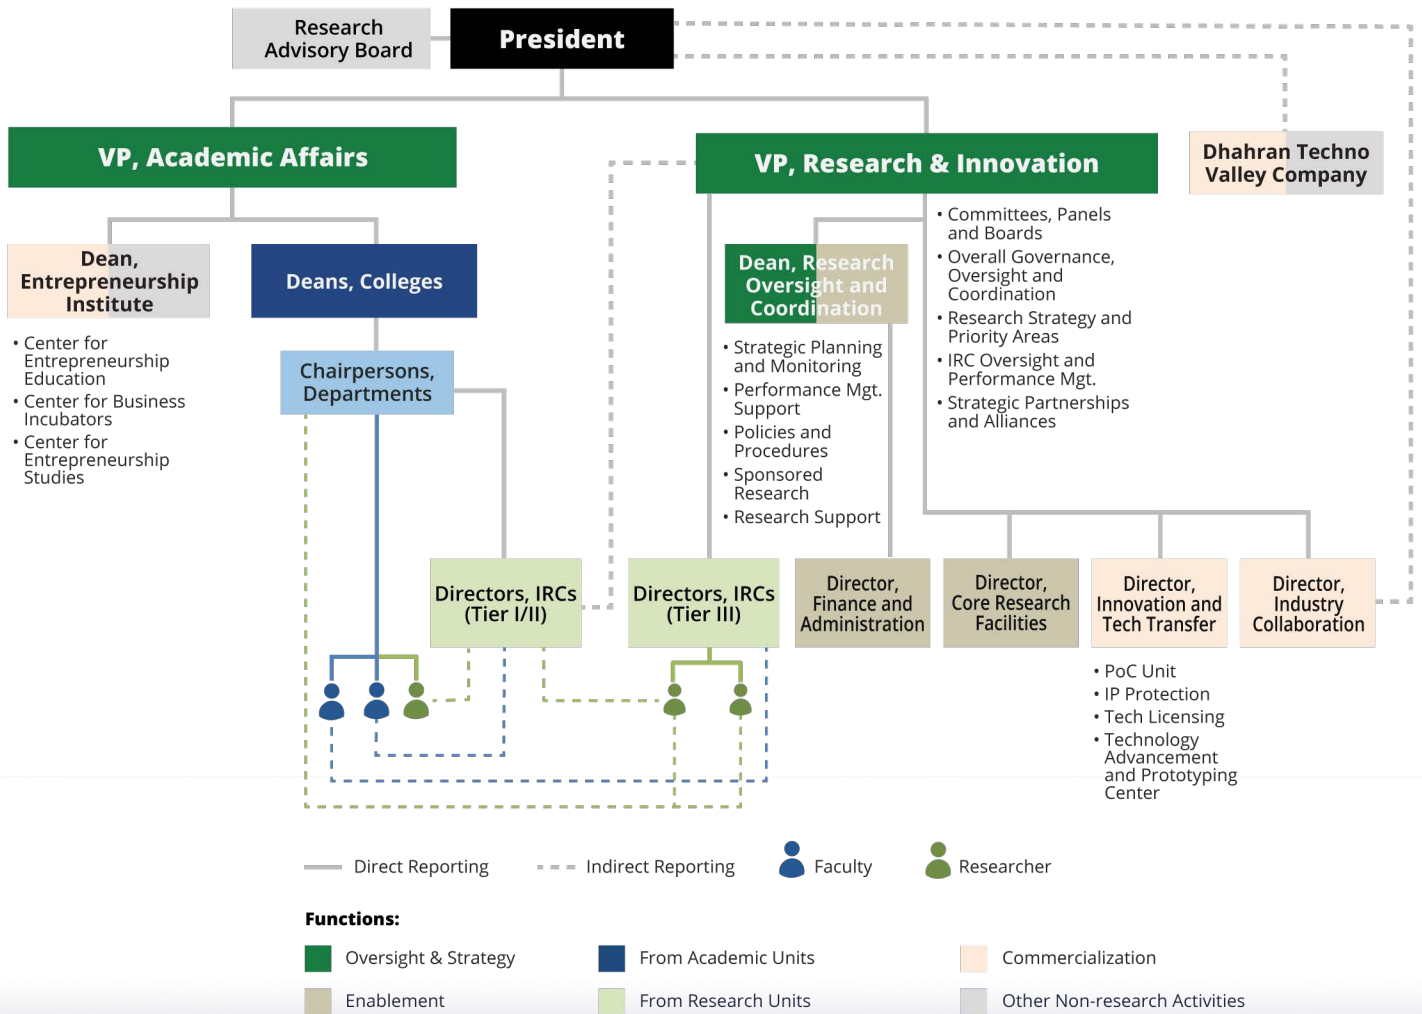 Research
Advisory Board
President
VP, Academic Affairs
VP, Research & Innovation
Dhahran Techno
Valley Company
Dean,
Entrepreneurship
Institute
• Center for
Entrepreneurship
Education
• Center for Business
Incubators
• Center for
Entrepreneurship
Studies
Deans, Colleges
Chairpersons,
Departments
Dean, Research
Oversight and
Coordination
• Strategic Planning
and Monitoring
• Performance Mgt.
Support
• Policies and
Procedures
• Sponsored
Research
• Research Support
• Committees, Panels
and Boards
• Overall Governance,
Oversight and
Coordination
• Research Strategy and
Priority Areas
• IRC Oversight and
Performance Mgt.
• Strategic Partnerships
and Alliances
Directors, IRCs
(Tier I/II)
Directors, IRCs
(Tier III)
Director,
Finance and
Administration
Director,
Core Research
Facilities
Director,
Innovation and
Tech Transfer
Director,
Industry
Collaboration
• PoC Unit
• IP Protection
• Tech Licensing
• Technology
Advancement
and Prototyping
Center
Direct Reporting
Indirect Reporting
Faculty
Researcher
Functions:
Oversight & Strategy
From Academic Units
Commercialization
Enablement
From Research Units
Other Non-research Activities